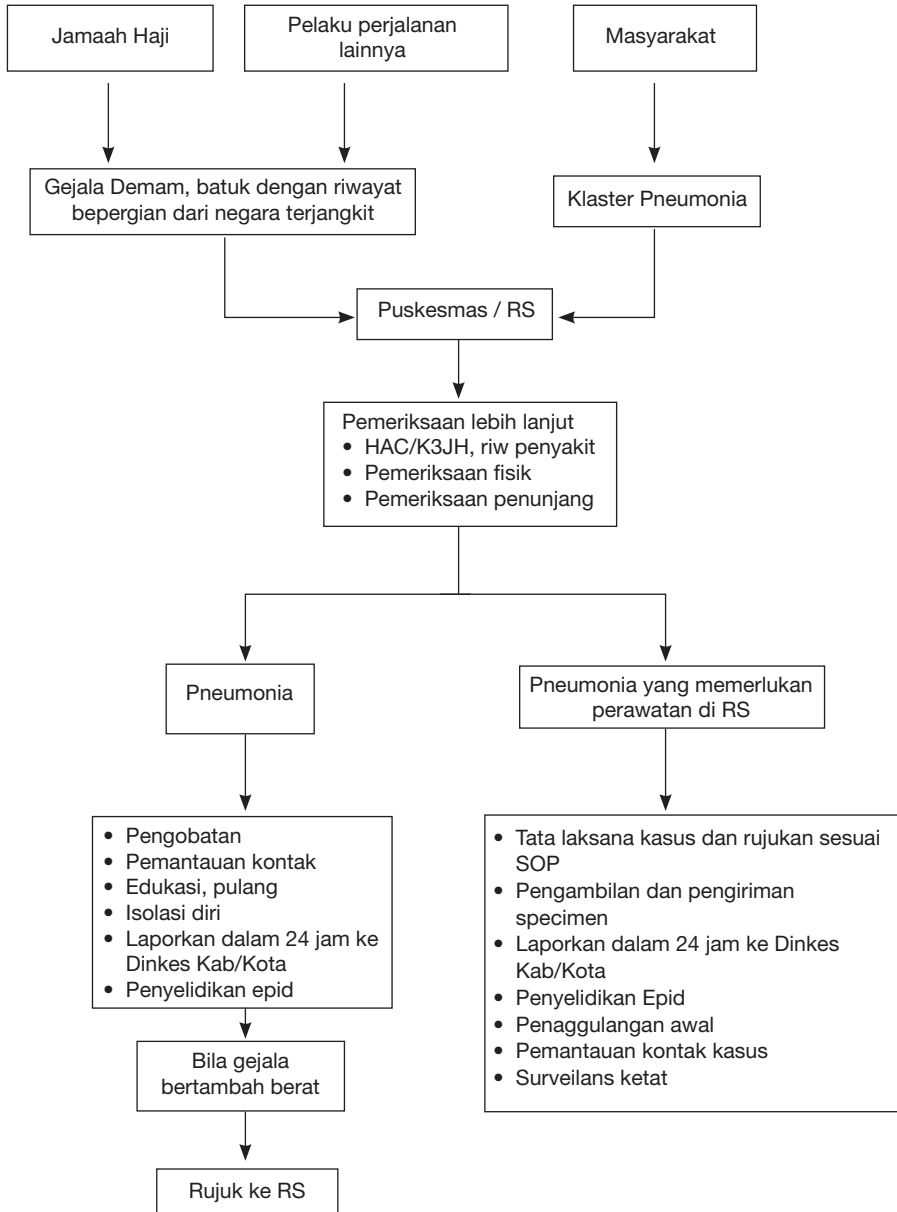 Jamaah Haji
Pelaku perjalanan
lainnya
Masyarakat
Gejala Demam, batuk dengan riwayat
bepergian dari negara terjangkit
Klaster Pneumonia
Puskesmas / RS
Pemeriksaan lebih lanjut
• HAC/K3JH, riw penyakit
• Pemeriksaan fisik
• Pemeriksaan penunjang
Pneumonia
Pneumonia yang memerlukan
perawatan di RS
• Pengobatan
• Pemantauan kontak
• Edukasi, pulang
• Isolasi diri
• Laporkan dalam 24 jam ke
Dinkes Kab/Kota
• Penyelidikan epid
• Tata laksana kasus dan rujukan sesuai
SOP
• Pengambilan dan pengiriman
specimen
• Laporkan dalam 24 jam ke Dinkes
Kab/Kota
• Penyelidikan Epid
• Penaggulangan awal
• Pemantauan kontak kasus
• Surveilans ketat
Bila gejala
bertambah berat
Rujuk ke RS